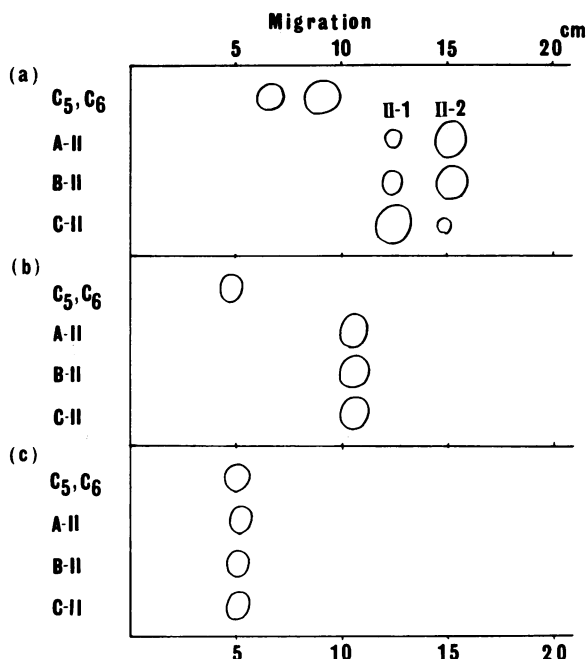 Migration
5 10 15 20 cm
(a)
C5,C6
II-1 II-2
A-II
B-II
C-II
(b)
C5,C6
A-II
B-II
C-II
(c)
C5,C6
A-II
B-II
C-II
5 10 15 20